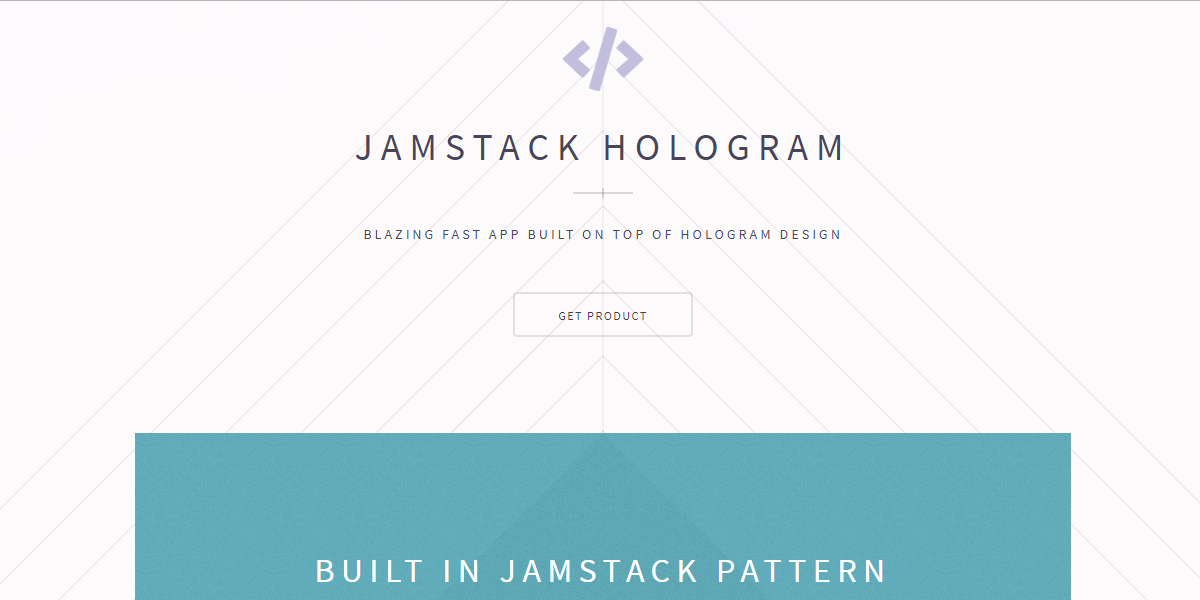 JAMSTACK HOLOGRAM
BLAZING FAST APP BUILT ON TOP OF HOLOGRAM DESIGN
GET PRODUCT
BUILT IN JAMSTACK PATTERN